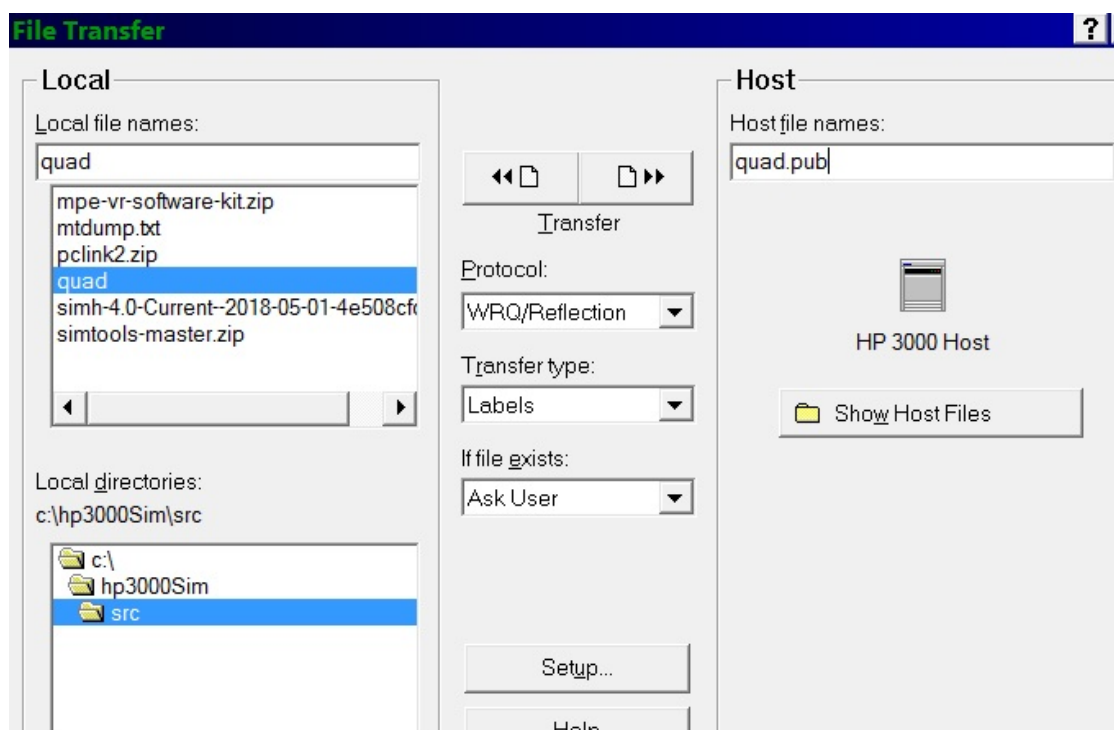 File Transfer
?
Local
Local file names:
quad
mpe-vr-software-kit.zip
mtdump.txt
pclink2.zip
quad
simh-4.0-Current--2018-05-01-4e508cf
simtools-master.zip
Local directories:
c:\hp3000Sim\src
c:\
hp3000Sim
src
Transfer
Protocol:
WRQ/Reflection
Transfer type:
Labels
If file exists:
Ask User
Setup...
Help
Host
Host file names:
quad.pub
HP 3000 Host
Show Host Files